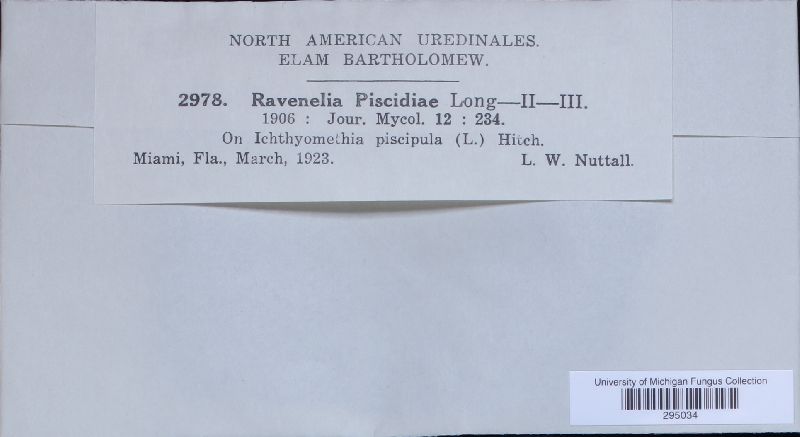 NORTH AMERICAN UREDINALES.
ELAM BARTHOLOMEW.
2978. Ravenelia Piscidiae Long—II—III.
1906 : Jour. Mycol. 12 : 234.
On Ichthyomethia piscipula (L.) Hitch.
Miami, Fla., March, 1923. L. W. Nuttall.
University of Michigan Fungus Collection
295034